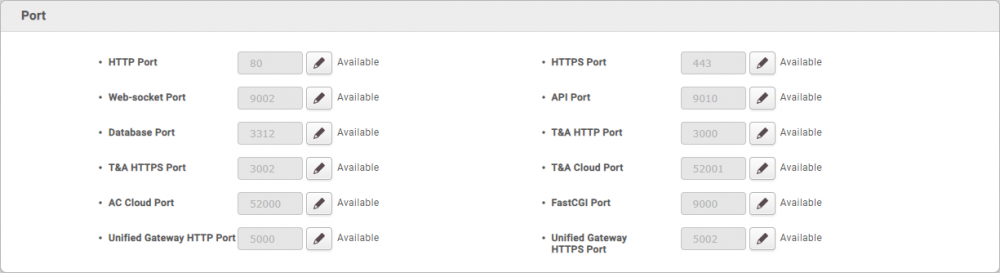 Port
• HTTP Port 80 Available • HTTPS Port 443 Available
• Web-socket Port 9002 Available • API Port 9010 Available
• Database Port 3312 Available • T&A HTTP Port 3000 Available
• T&A HTTPS Port 3002 Available • T&A Cloud Port 52001 Available
• AC Cloud Port 52000 Available • FastCGI Port 9000 Available
• Unified Gateway HTTP Port 5000 Available • Unified Gateway 5002 Available
HTTPS Port